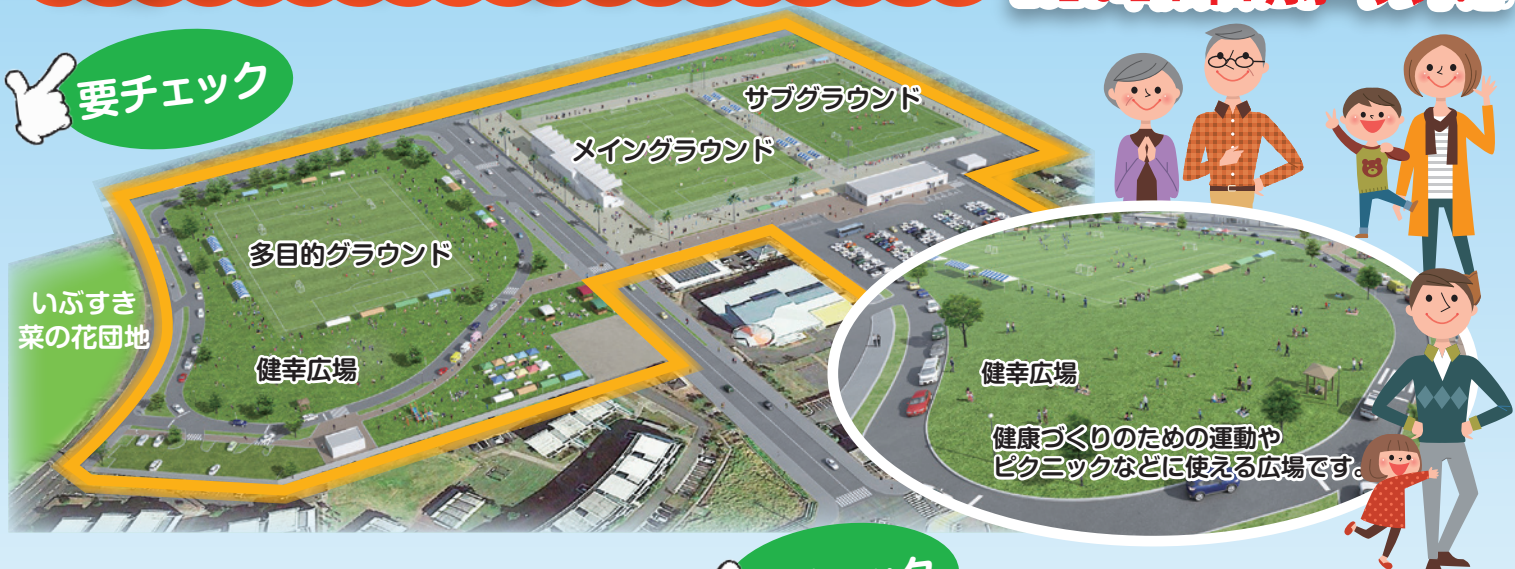 要チェック
サブグラウンド
メイングラウンド
多目的グラウンド
いぶすき
菜の花団地
健幸広場
健幸広場
健康づくりのための運動や
ピクニックなどに使える広場です。